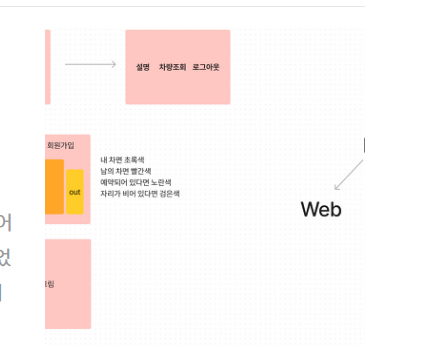 설명 차량조회 로그아웃
회원가입
내 차면 초록색
남의 차면 빨간색
예약되어 있다면 노란색
자리가 비어 있다면 검은색
out
Web
어
었
림